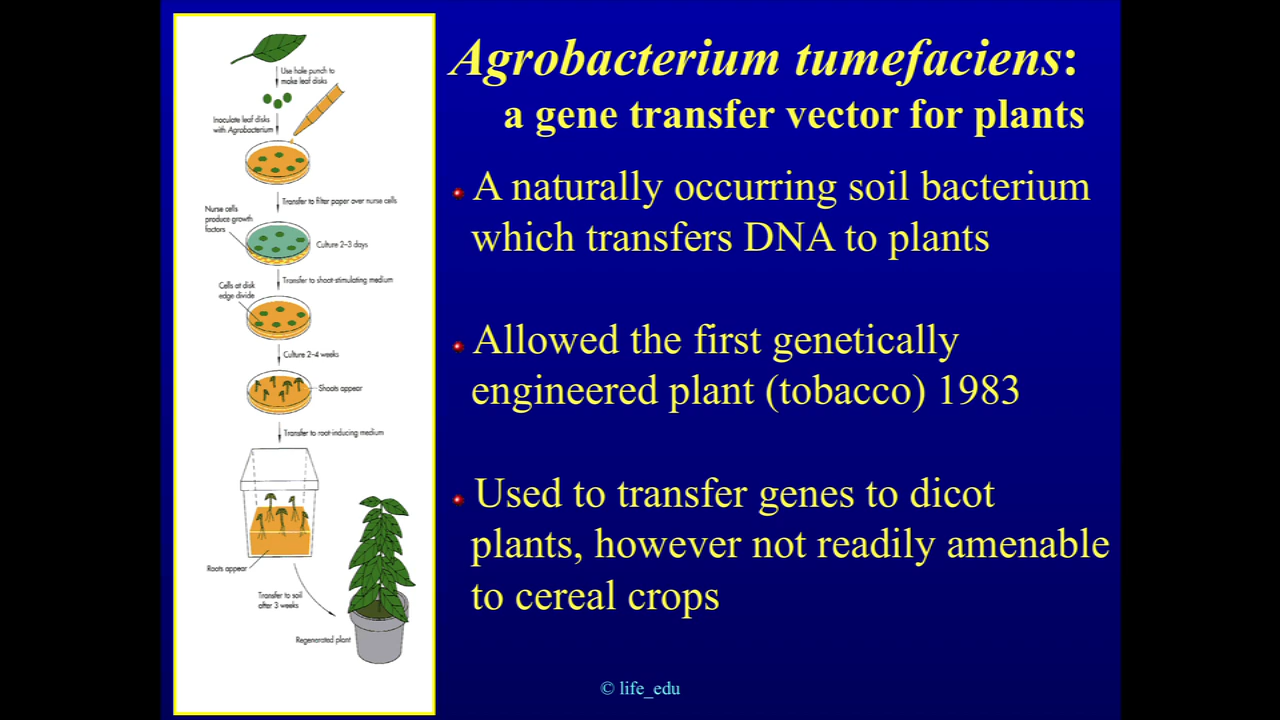 Agrobacterium tumefaciens:
a gene transfer vector for plants
A naturally occurring soil bacterium
which transfers DNA to plants
Allowed the first genetically
engineered plant (tobacco) 1983
Used to transfer genes to dicot
plants, however not readily amenable
to cereal crops
© life_edu
Use hole punch to
make leaf disks
Inoculate leaf disks
with Agrobacterium
Transfer to filter paper over nurse cells
Nurse cells
produce growth
factors
Culture 2–3 days
Transfer to shoot-stimulating medium
Cells at disk
edge divide
Culture 2–4 weeks
Shoots appear
Transfer to root-inducing medium
Roots appear
Transfer to soil
after 3 weeks
Regenerated plant